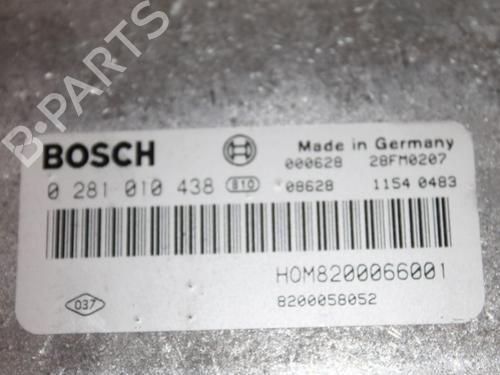 B-PARTS
BOSCH
Made in Germany
000628 28FM0207
0 281 010 438 810 08628 1154 0483
HOM8200066001
8200058052
037